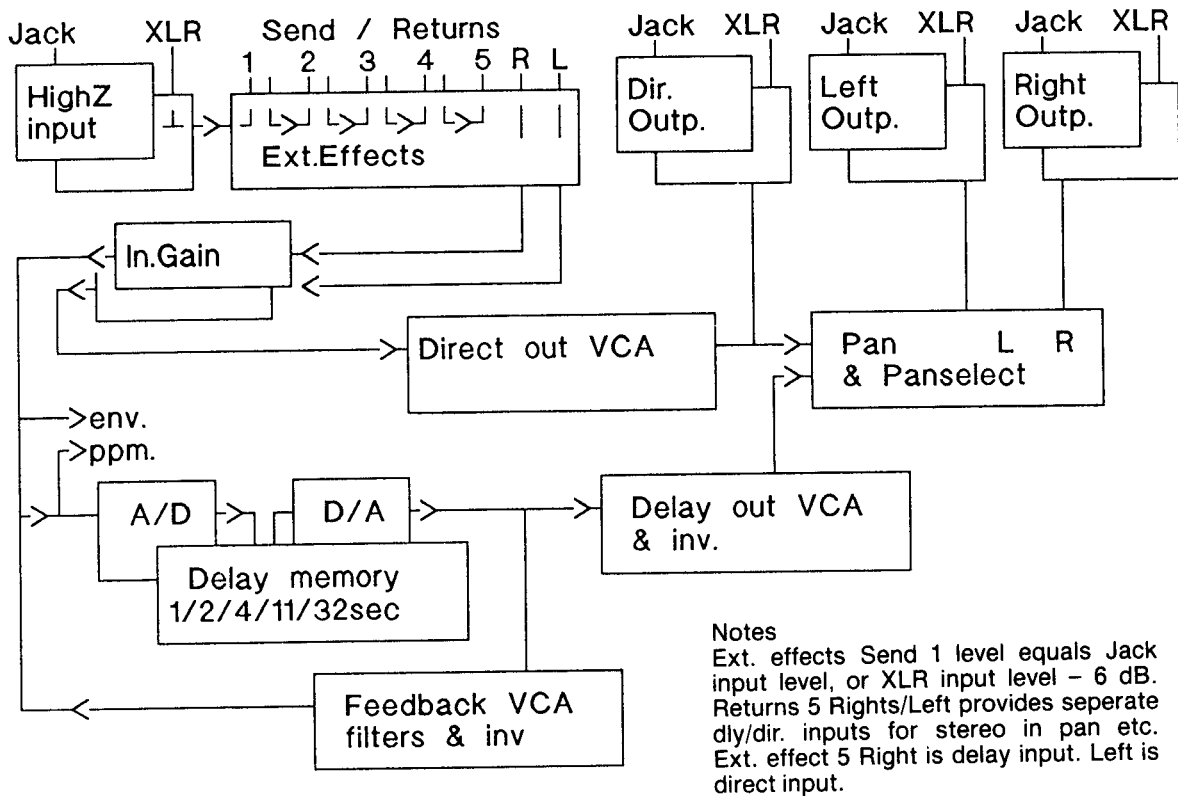 Jack XLR Send / Returns Jack XLR Jack XLR Jack XLR
1 2 3 4 5 R L
HighZ
input
Ext.Effects
Dir.
Outp.
Left
Outp.
Right
Outp.
In.Gain
Direct out VCA
Pan L R
& Panselect
env.
ppm.
A/D
D/A
Delay memory
1/2/4/11/32sec
Delay out VCA
& inv.
Feedback VCA
filters & inv
Notes
Ext. effects Send 1 level equals Jack
input level, or XLR input level – 6 dB.
Returns 5 Rights/Left provides seperate
dly/dir. inputs for stereo in pan etc.
Ext. effect 5 Right is delay input. Left is
direct input.